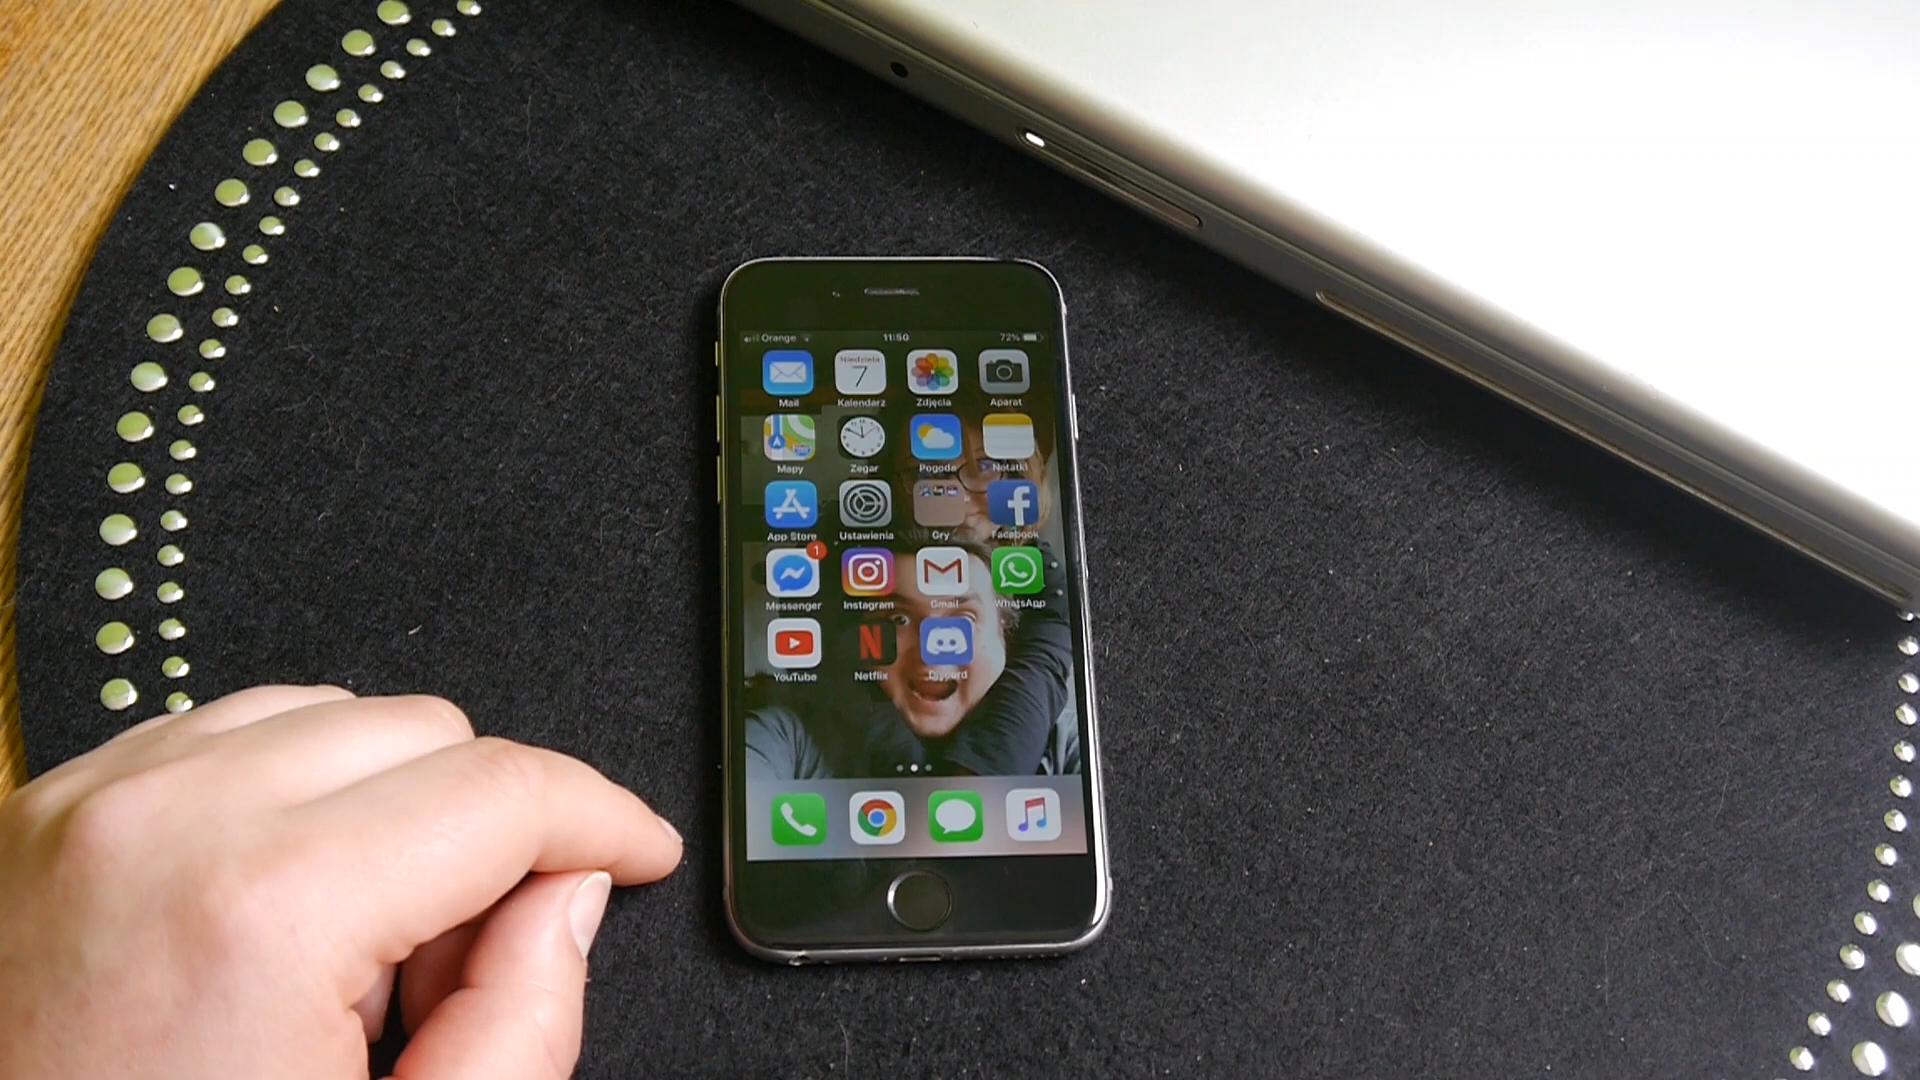 Orange 11:50 72%
Niedziela
7
Mail Kalendarz Zdjęcia Aparat
Mapy Zegar Pogoda Notatki
App Store Ustawienia Gry Facebook
1
Messenger Instagram Gmail WhatsApp
YouTube Netflix Discord